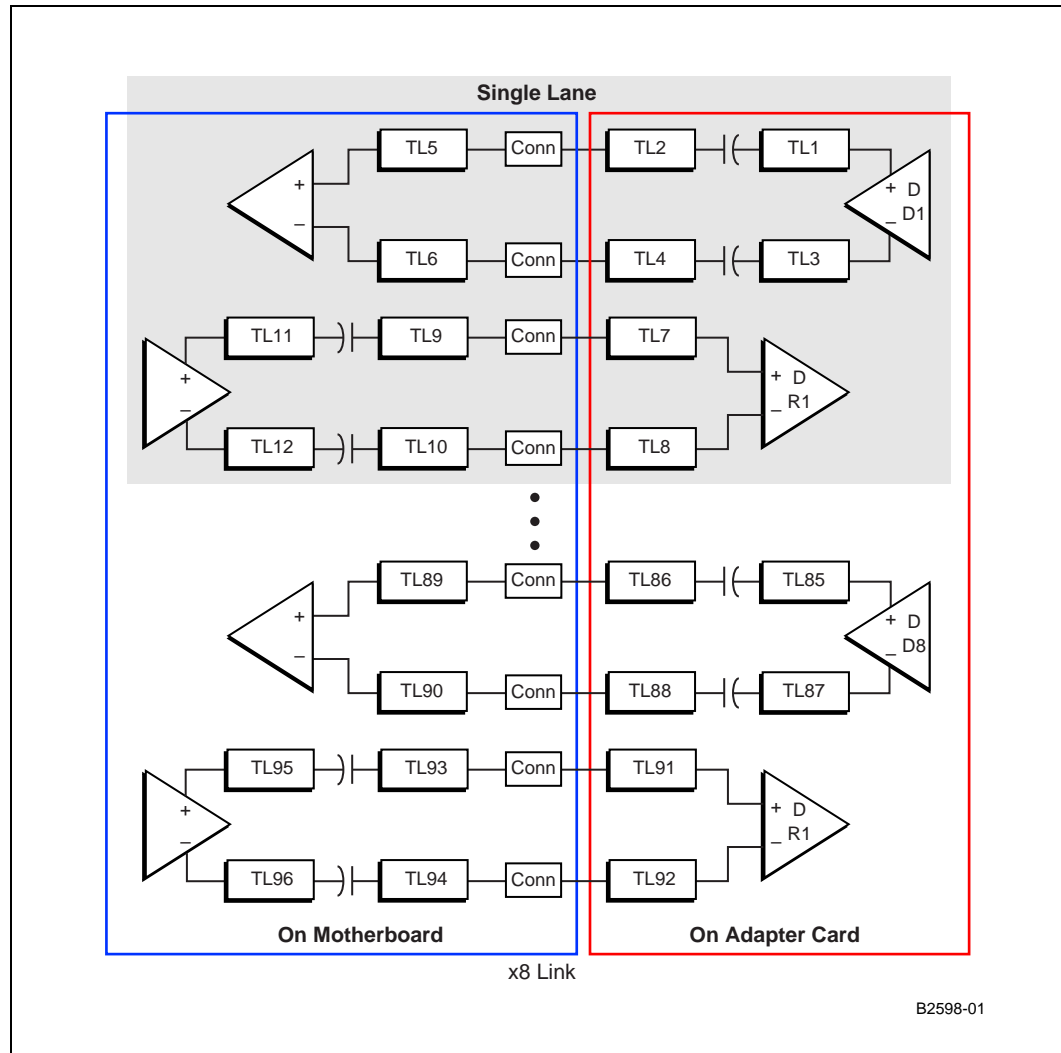 Single Lane
TL5 Conn TL2 TL1
+ + D
− − D1
TL6 Conn TL4 TL3
TL11 TL9 Conn TL7
+ + D
− − R1
TL12 TL10 Conn TL8
TL89 Conn TL86 TL85
+ + D
− − D8
TL90 Conn TL88 TL87
TL95 TL93 Conn TL91
+ + D
− − R1
TL96 TL94 Conn TL92
On Motherboard On Adapter Card
x8 Link
B2598-01